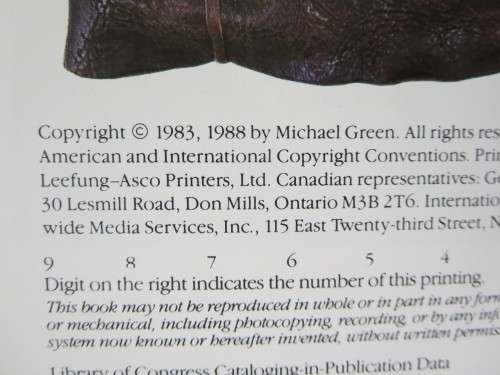 Copyright © 1983, 1988 by Michael Green. All rights res
American and International Copyright Conventions. Prin
Leefung–Asco Printers, Ltd. Canadian representatives: Ge
30 Lesmill Road, Don Mills, Ontario M3B 2T6. Internatio
wide Media Services, Inc., 115 East Twenty-third Street, N
9 8 7 6 5 4
Digit on the right indicates the number of this printing.
This book may not be reproduced in whole or in part in any form
or mechanical, including photocopying, recording, or by any info
system now known or hereafter invented, without written permis
Library of Congress Cataloging-in-Publication Data